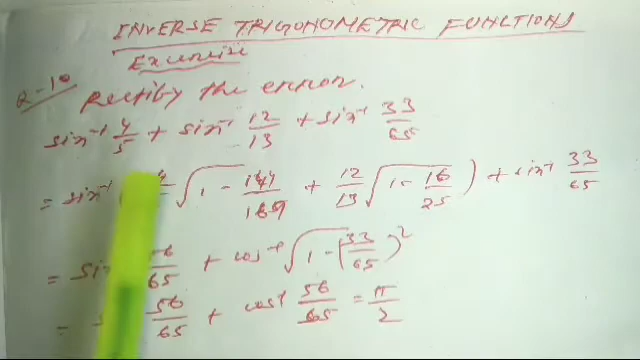 INVERSE TRIGONOMETRIC FUNCTIONS
Exercise
Q-10
Rectify the error.
sin⁻¹ 4/5 + sin⁻¹ 12/13 + sin⁻¹ 33/65
= sin⁻¹ ( √(1 - 144/169) + 12/13 √(1 - 16/25) ) + sin⁻¹ 33/65
= sin 56/65 + cos⁻¹ √(1 - (33/65)²)
= 56/65 + cos⁻¹ 56/65 = π/2